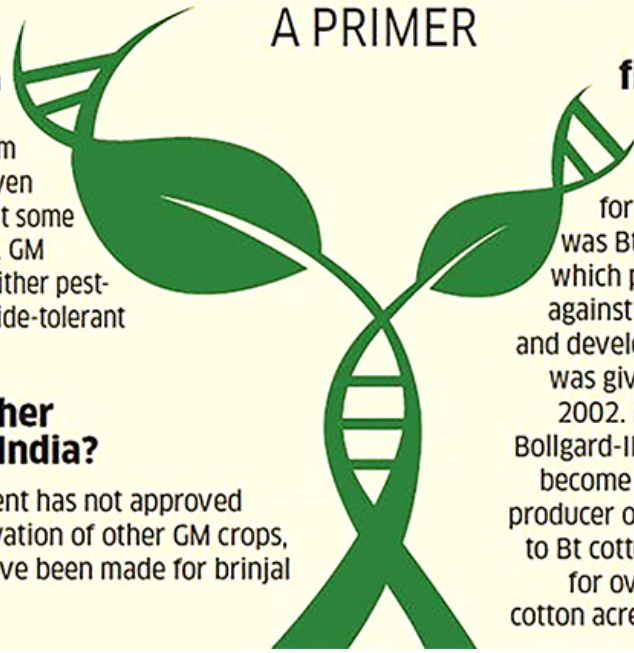 A PRIMER
m
ven
t some
. GM
ither pest-
ide-tolerant
her
India?
ent has not approved
vation of other GM crops,
ve been made for brinjal
f
for
was Bt
which p
against
and develo
was giv
2002.
Bollgard-II
become
producer o
to Bt cott
for ov
cotton acre